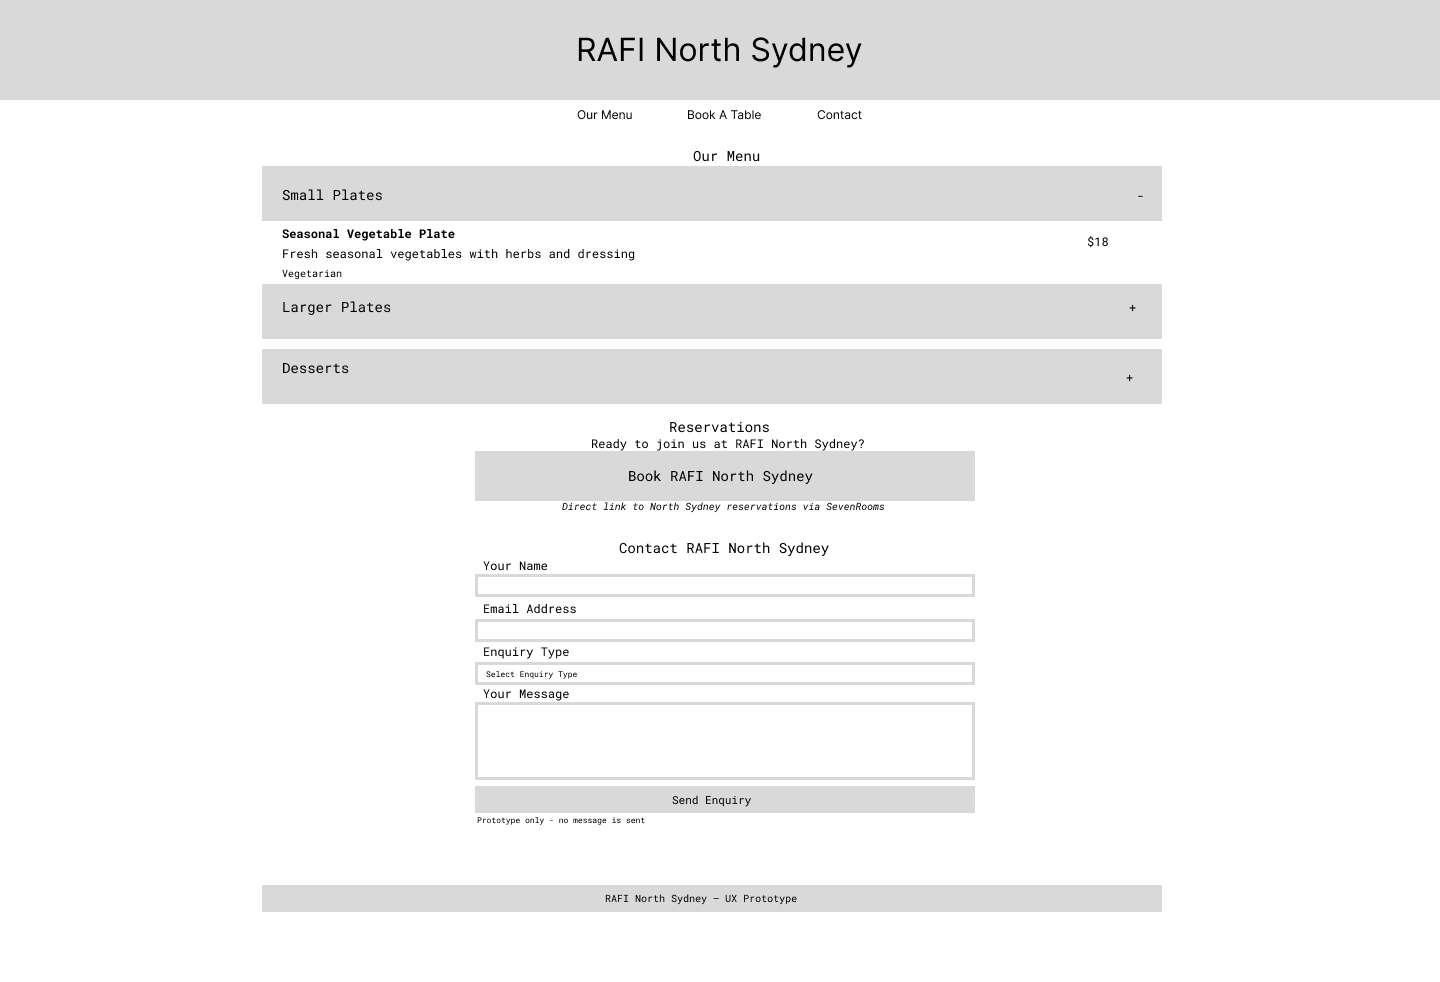 RAFI North Sydney
Our Menu Book A Table Contact
Our Menu
Small Plates -
Seasonal Vegetable Plate
$18
Fresh seasonal vegetables with herbs and dressing
Vegetarian
Larger Plates +
Desserts +
Reservations
Ready to join us at RAFI North Sydney?
Book RAFI North Sydney
Direct link to North Sydney reservations via SevenRooms
Contact RAFI North Sydney
Your Name
Email Address
Enquiry Type
Select Enquiry Type
Your Message
Send Enquiry
Prototype only - no message is sent
RAFI North Sydney – UX Prototype